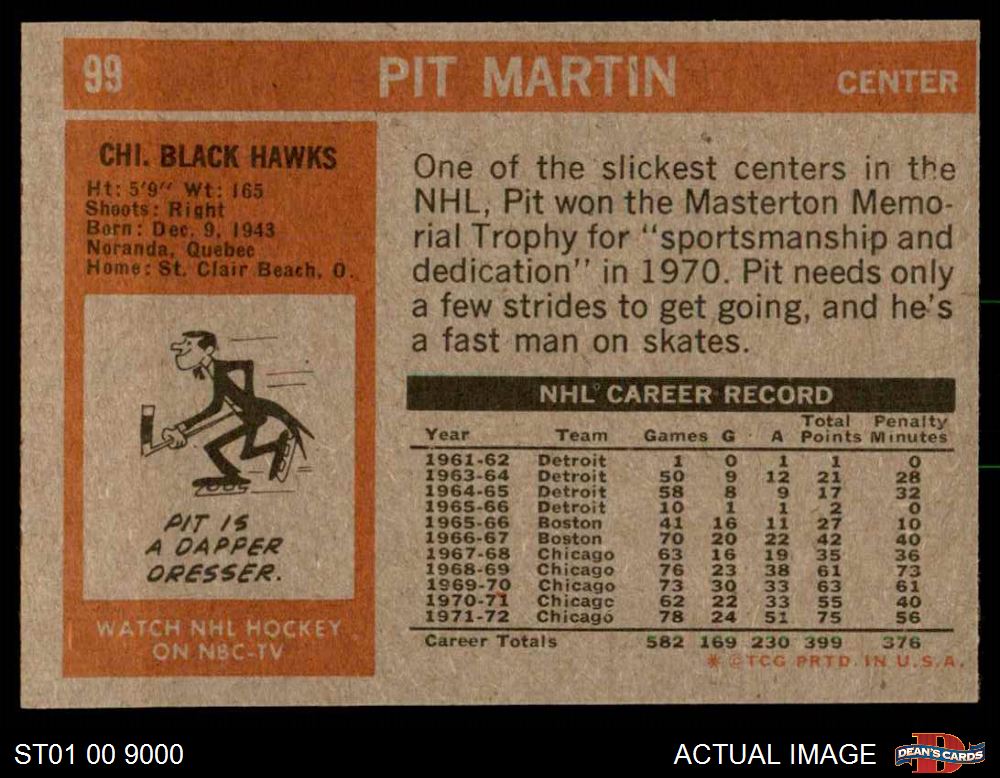 99 PIT MARTIN CENTER
CHI. BLACK HAWKS
Ht: 5'9" Wt: 165
Shoots: Right
Born: Dec. 9, 1943
Noranda, Quebec
Home: St. Clair Beach, O.
PIT IS
A DAPPER
DRESSER.
WATCH NHL HOCKEY
ON NBC-TV
One of the slickest centers in the
NHL, Pit won the Masterton Memo-
rial Trophy for "sportsmanship and
dedication" in 1970. Pit needs only
a few strides to get going, and he's
a fast man on skates.
NHL CAREER RECORD
Year Team Games G A Total Points Penalty Minutes
1961-62 Detroit 1 0 1 1 0
1963-64 Detroit 50 9 12 21 28
1964-65 Detroit 58 8 9 17 32
1965-66 Detroit 10 1 1 2 0
1965-66 Boston 41 16 11 27 10
1966-67 Boston 70 20 22 42 40
1967-68 Chicago 63 16 19 35 36
1968-69 Chicago 76 23 38 61 73
1969-70 Chicago 73 30 33 63 61
1970-71 Chicago 62 22 33 55 40
1971-72 Chicago 78 24 51 75 56
Career Totals 582 169 230 399 376
* © TCG PRTD. IN U.S.A.
ST01 00 9000 ACTUAL IMAGE DEAN'S CARDS